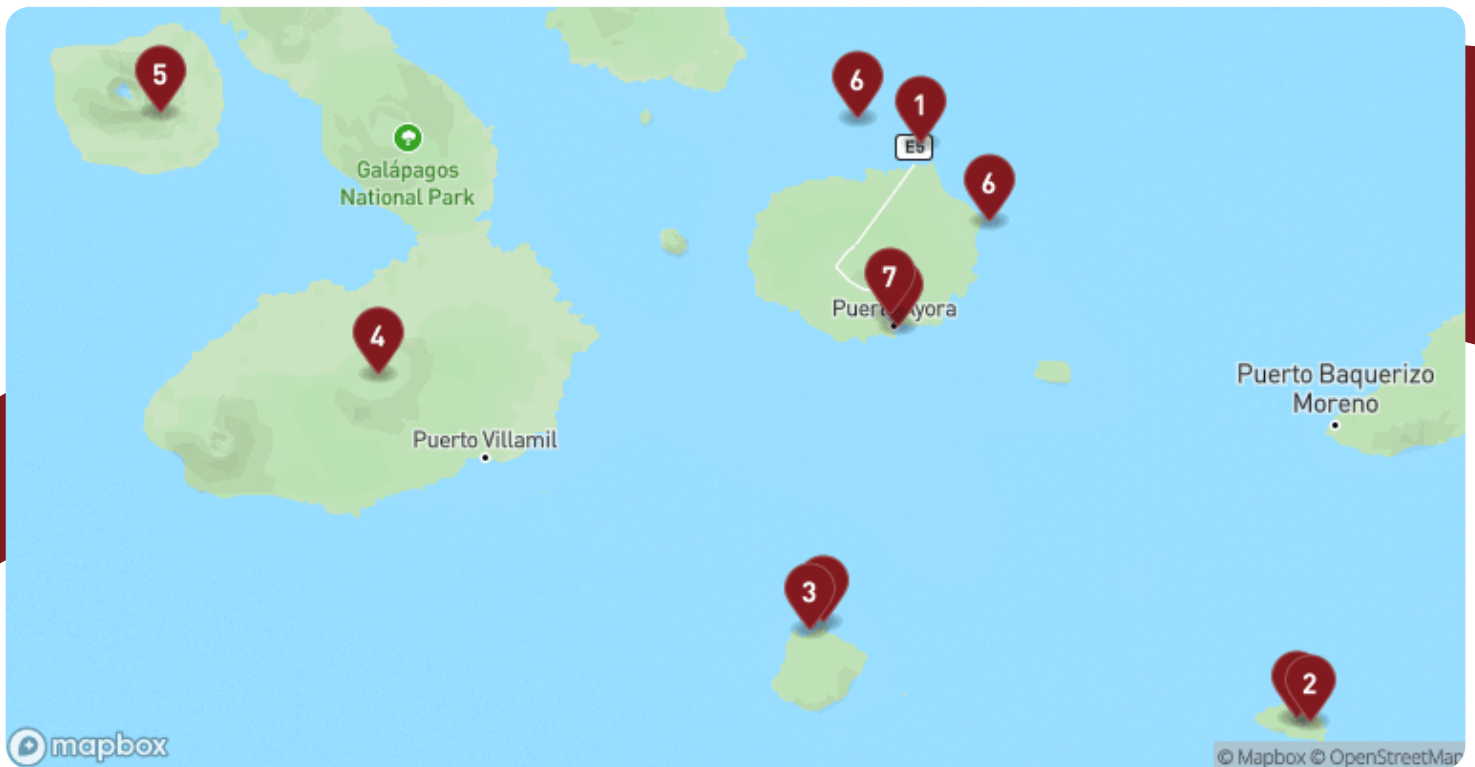 5
6
1
E5
Galápagos
National Park
6
7
Puerto Ayora
4
Puerto Baquerizo
Moreno
Puerto Villamil
3
2
mapbox
© Mapbox © OpenStreetMap